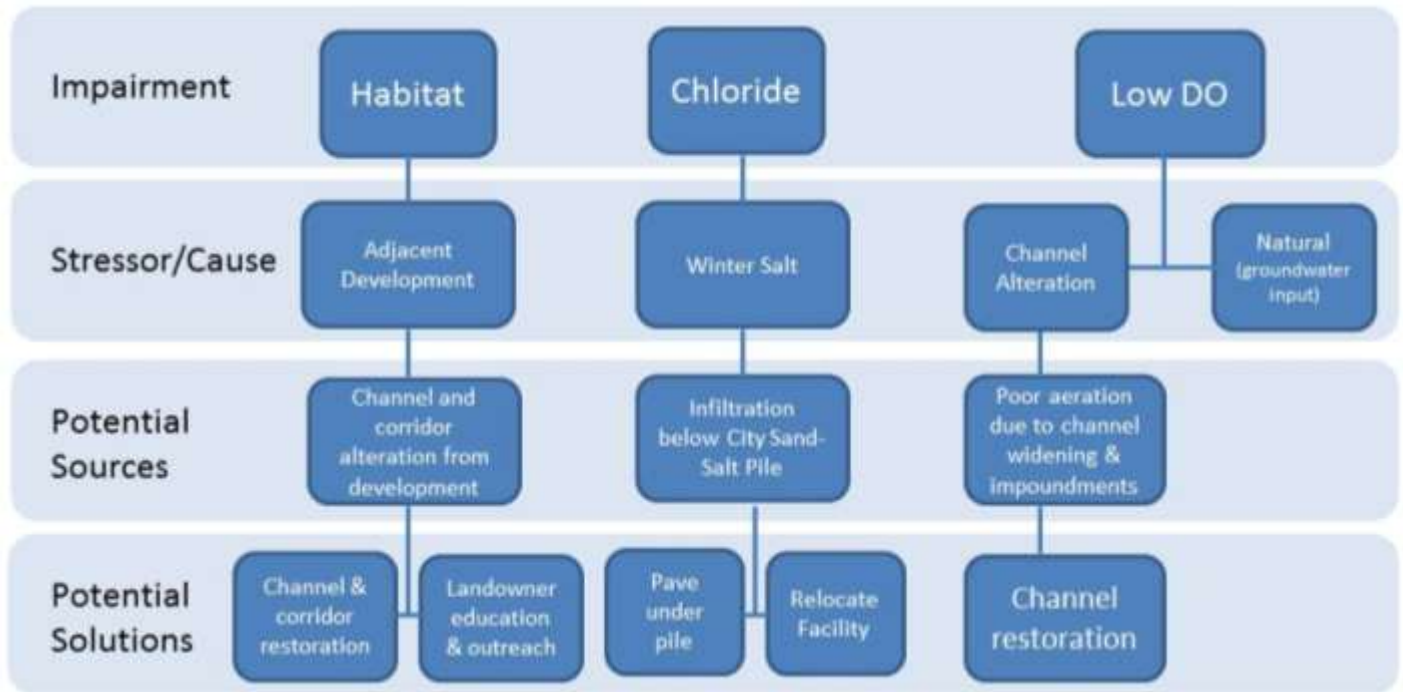 Impairment
Habitat
Chloride
Low DO
Stressor/Cause
Adjacent
Development
Winter Salt
Channel
Alteration
Natural
(groundwater
input)
Potential
Sources
Channel and
corridor
alteration from
development
Infiltration
below City Sand-
Salt Pile
Poor aeration
due to channel
widening &
impoundments
Potential
Solutions
Channel &
corridor
restoration
Landowner
education
& outreach
Pave
under
pile
Relocate
Facility
Channel
restoration